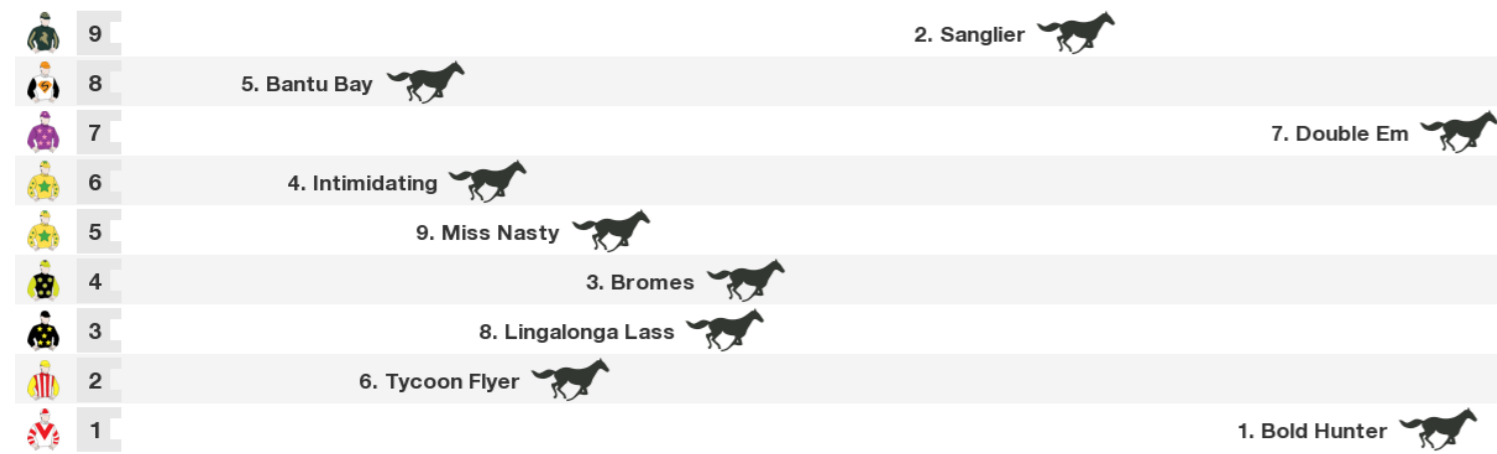 9 2. Sanglier
8 5. Bantu Bay
7 7. Double Em
6 4. Intimidating
5 9. Miss Nasty
4 3. Bromes
3 8. Lingalonga Lass
2 6. Tycoon Flyer
1 1. Bold Hunter